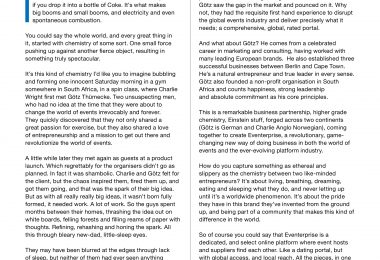 if you drop it into a bottle of Coke. It's what makes
big booms and small booms, and electricity and even
spontaneous combustion.
You could say the whole world, and every great thing in
it, started with chemistry of some sort. One small force
pushing up against another force object, resulting in
something truly spectacular.
It's this kind of chemistry I'd like you to imagine bubbling
and forming one innocent Saturday morning in a gym
somewhere in South Africa, in a spin class, where Charlie
Wright first met Götz Thümecke. Two unsuspecting men,
who had no idea at the time that they were about to
change the world of events irrevocably and forever.
They quickly discovered that they not only shared a
great passion for exercise, but they also shared a love
of entrepreneurship and a mission to get out there and
revolutionize the world of events.
A little while later they met again as guests at a product
launch. Which regrettably for the organisers didn't go as
planned. In fact it was shambolic. Charlie and Götz felt for
the client, but the chaos inspired them, fired them up, and
got them going, and that was the spark of their big idea.
But as with all really really big ideas, it wasn't born fully
formed, it needed work. A lot of work. So the guys spent
months between their homes, thrashing the idea out on
white boards, felling forests and filling reams of paper with
thoughts. Refining, rehashing and honing the spark. All
this through bleery red-dad, little-sleep eyes.
They may have been blurred at the edges through lack
of sleep, but neither of them had ever seen anything
Götz saw the gap in the market and pounced on it. Why
not, they had the requisite first hand experience to disrupt
the global events industry and deliver precisely what it
needs; a comprehensive, global, rated portal.
And what about Götz? He comes from a celebrated
career in marketing and consulting, having worked with
many leading European brands. He also established three
successful businesses between Berlin and Cape Town.
He's a natural entrepreneur and true leader in every sense.
Götz also founded a non-profit organisation in South
Africa and counts happiness, strong leadership
and absolute commitment as his core principles.
This is a remarkable business partnership, higher grade
chemistry. Einstein stuff, forged across two continents
(Götz is German and Charlie Anglo Norwegian), coming
together to create Eventerprise, a revolutionary, game-
changing new way of doing business in both the world of
events and the ever-evolving platform industry.
How do you capture something as ethereal and
slippery as the chemistry between two like-minded
entrepreneurs? It's about living, breathing, dreaming,
eating and sleeping what they do, and never letting up
until it's a worldwide phenomenon. It's about the pride
they have in this brand they've invented from the ground
up, and being part of a community that makes this kind of
difference in the world.
So of course you could say that Eventerprise is a
dedicated, and select online platform where event hosts
and suppliers find each other. Like a dating portal, but
with global access, and local reach. All the pieces, in one